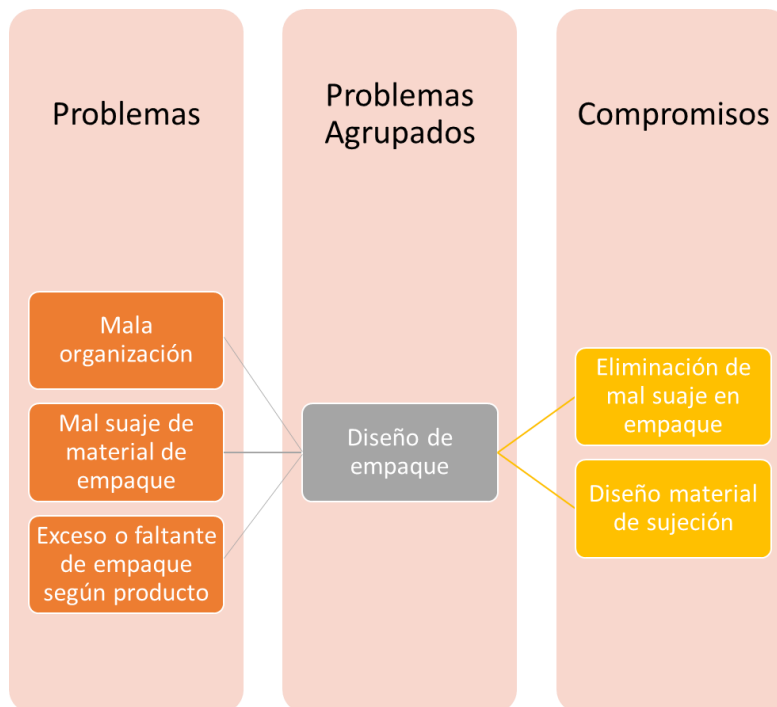 Problemas
Problemas
Agrupados
Compromisos
Mala
organización
Mal suaje de
material de
empaque
Exceso o faltante
de empaque
según producto
Diseño de
empaque
Eliminación de
mal suaje en
empaque
Diseño material
de sujeción